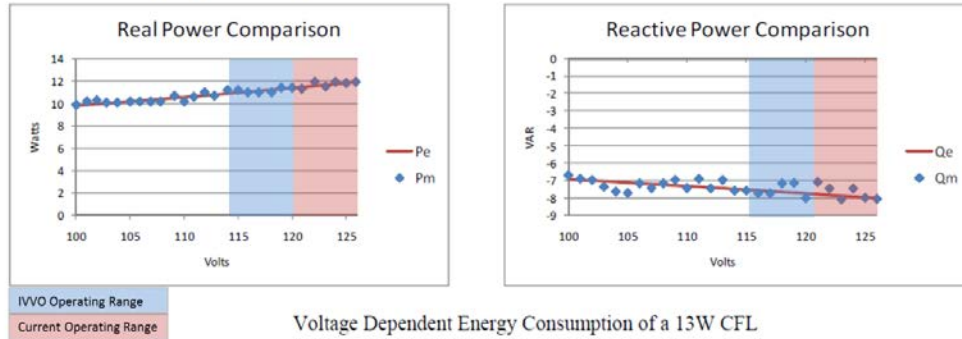 Real Power Comparison
14
12
10
8
6
4
2
0
Watts
100 105 110 115 120 125
Volts
Pe
Pm
Reactive Power Comparison
0
-1
-2
-3
-4
-5
-6
-7
-8
-9
VAR
100 105 110 115 120 125
Volts
Qe
Qm
IVVO Operating Range
Current Operating Range
Voltage Dependent Energy Consumption of a 13W CFL